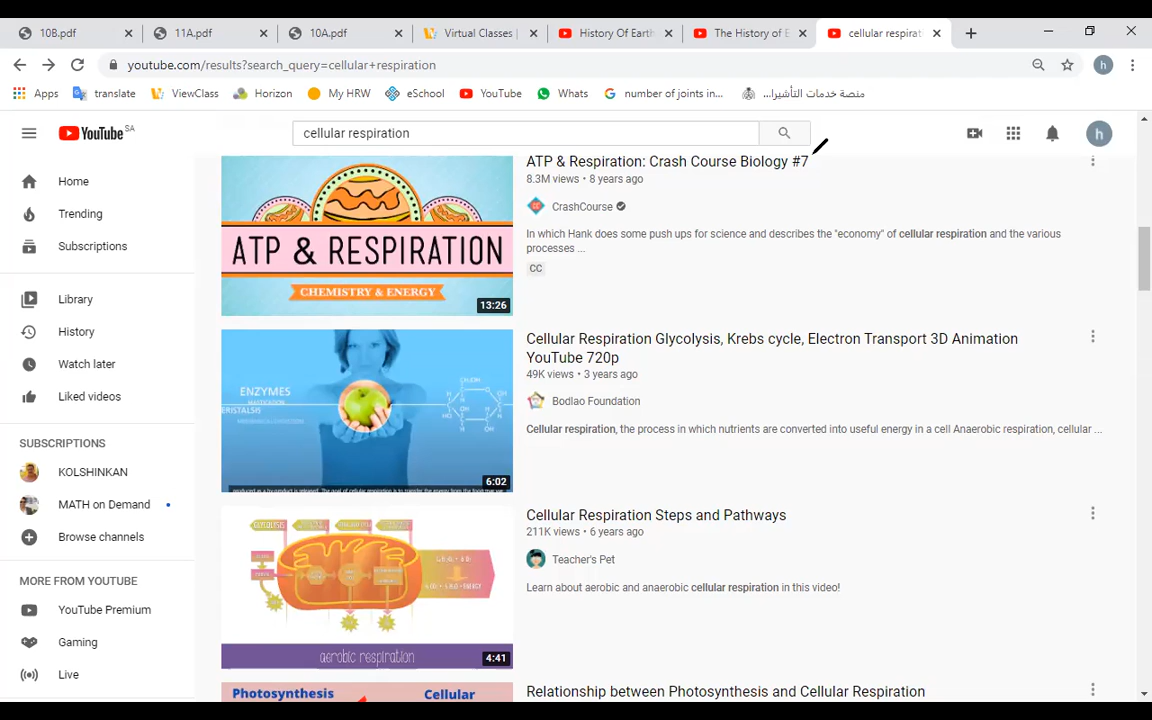 10B.pdf
11A.pdf
10A.pdf
Virtual Classes |
History Of Earth
The History of E
cellular respirat
youtube.com/results?search_query=cellular+respiration
h
Apps
translate
ViewClass
Horizon
My HRW
eSchool
YouTube
Whats
number of joints in...
منصة خدمات التأشيرا...
YouTube SA
cellular respiration
h
Home
Trending
Subscriptions
Library
History
Watch later
Liked videos
SUBSCRIPTIONS
KOLSHINKAN
MATH on Demand
Browse channels
MORE FROM YOUTUBE
YouTube Premium
Gaming
Live
ATP & RESPIRATION
CHEMISTRY & ENERGY
13:26
ATP & Respiration: Crash Course Biology #7
8.3M views • 8 years ago
CrashCourse
In which Hank does some push ups for science and describes the "economy" of cellular respiration and the various
processes ...
CC
ENZYMES
6:02
Cellular Respiration Glycolysis, Krebs cycle, Electron Transport 3D Animation
YouTube 720p
49K views • 3 years ago
Bodlao Foundation
Cellular respiration, the process in which nutrients are converted into useful energy in a cell Anaerobic respiration, cellular ...
GLYCOLYSIS
aerobic respiration
4:41
Cellular Respiration Steps and Pathways
211K views • 6 years ago
Teacher's Pet
Learn about aerobic and anaerobic cellular respiration in this video!
Photosynthesis
Cellular
Relationship between Photosynthesis and Cellular Respiration